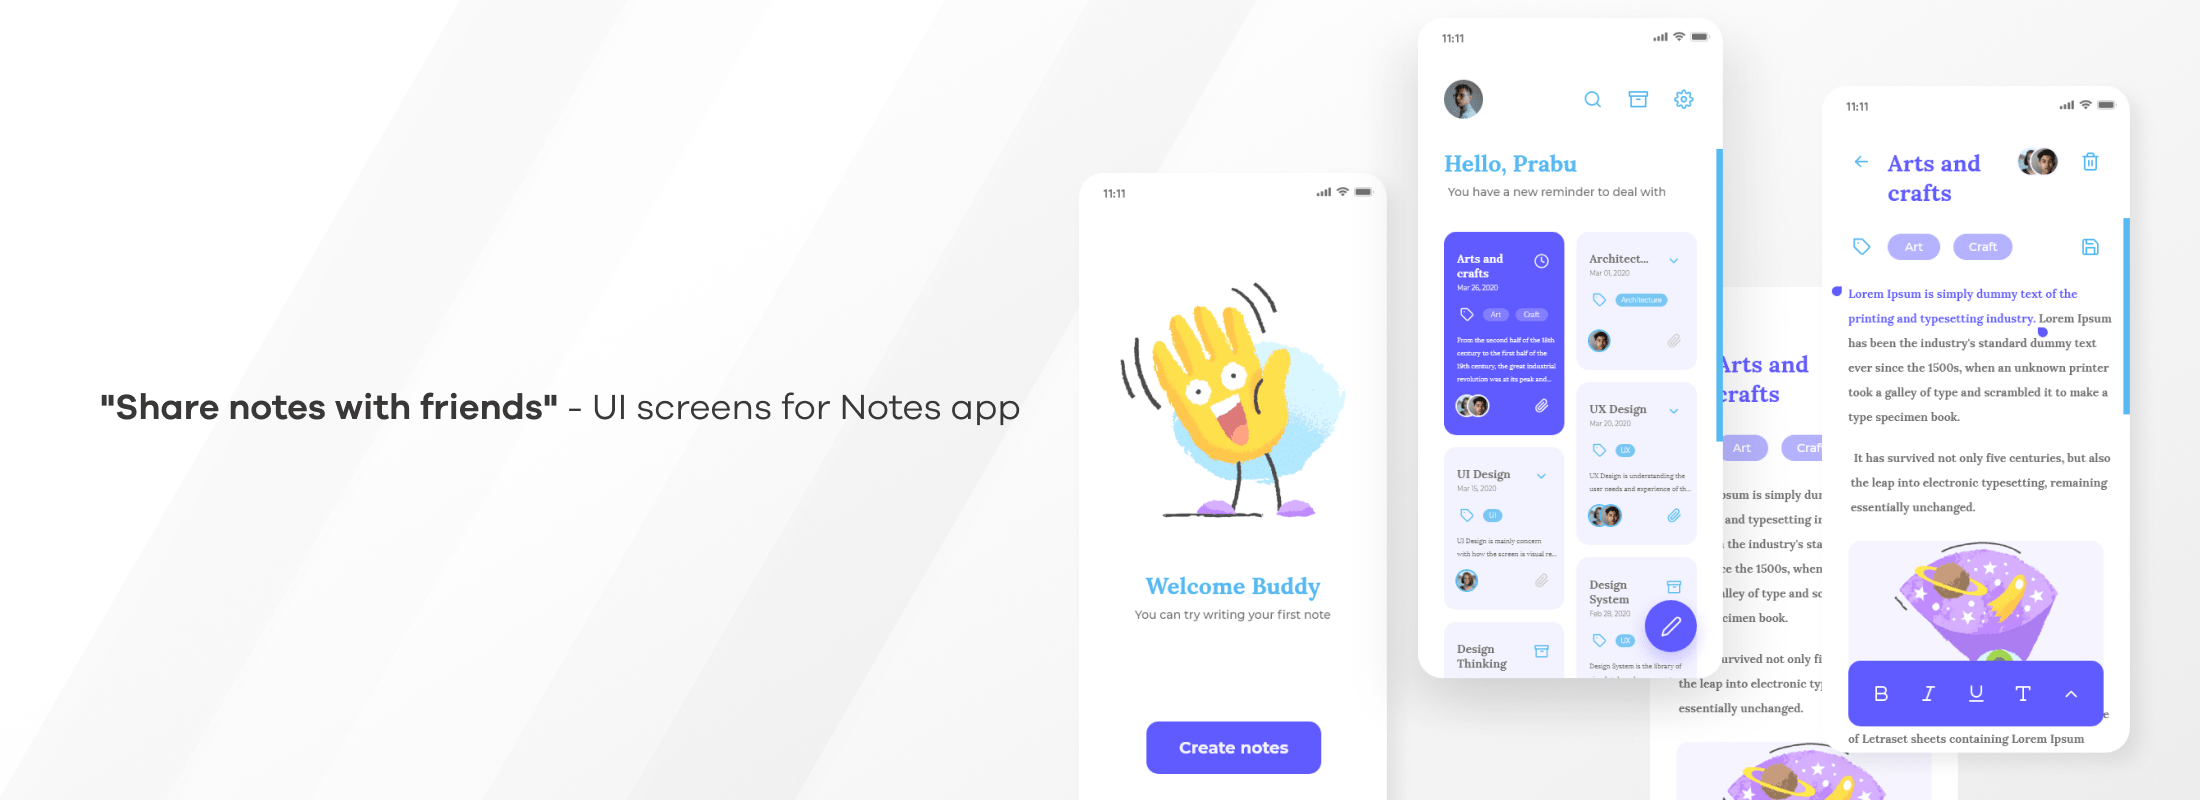 "Share notes with friends" - UI screens for Notes app
11:11
Welcome Buddy
You can try writing your first note
Create notes
11:11
Hello, Prabu
You have a new reminder to deal with
Arts and
crafts
Mar 26, 2020
Art
Craft
From the second half of the 18th
century to the first half of the
19th century, the great industrial
revolution was at its peak and...
UI Design
Mar 15, 2020
UI
UI Design is mainly concern
with how the screen is visual re...
Design
Thinking
Architect...
Mar 01, 2020
Architecture
UX Design
Mar 20, 2020
UX
UX Design is understanding the
user needs and experience of th...
Design
System
Feb 28, 2020
UX
Design System is the library of
Arts and
crafts
Art
Craf
sum is simply dur
and typesetting in
the industry's sta
ce the 1500s, when
lley of type and sc
cimen book.
urvived not only fi
the leap into electronic ty
essentially unchanged.
11:11
Arts and
crafts
Art
Craft
Lorem Ipsum is simply dummy text of the
printing and typesetting industry. Lorem Ipsum
has been the industry's standard dummy text
ever since the 1500s, when an unknown printer
took a galley of type and scrambled it to make a
type specimen book.
It has survived not only five centuries, but also
the leap into electronic typesetting, remaining
essentially unchanged.
B I U T
of Letraset sheets containing Lorem Ipsum